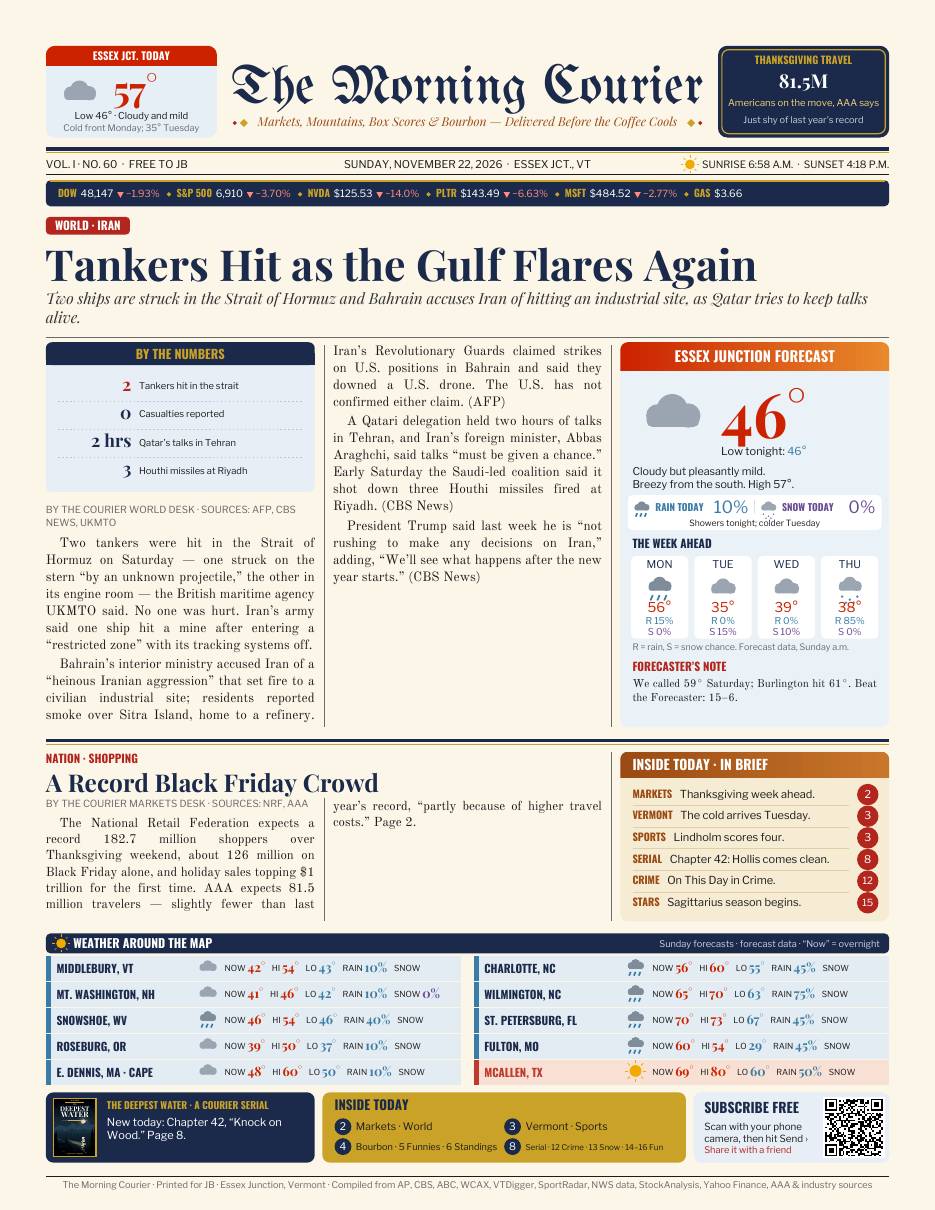 ESSEX JCT. TODAY
57°
Low 46° · Cloudy and mild
Cold front Monday; 35° Tuesday
The Morning Courier
Markets, Mountains, Box Scores & Bourbon — Delivered Before the Coffee Cools
THANKSGIVING TRAVEL
81.5M
Americans on the move, AAA says
Just shy of last year's record
VOL. I · NO. 60 · FREE TO JB
SUNDAY, NOVEMBER 22, 2026 · ESSEX JCT., VT
SUNRISE 6:58 A.M. · SUNSET 4:18 P.M.
DOW 48,147 ▼ −1.93% ◆ S&P 500 6,910 ▼ −3.70% ◆ NVDA $125.53 ▼ −14.0% ◆ PLTR $143.49 ▼ −6.63% ◆ MSFT $484.52 ▼ −2.77% ◆ GAS $3.66
WORLD · IRAN
Tankers Hit as the Gulf Flares Again
Two ships are struck in the Strait of Hormuz and Bahrain accuses Iran of hitting an industrial site, as Qatar tries to keep talks
alive.
BY THE NUMBERS
2 Tankers hit in the strait
0 Casualties reported
2 hrs Qatar's talks in Tehran
3 Houthi missiles at Riyadh
BY THE COURIER WORLD DESK · SOURCES: AFP, CBS
NEWS, UKMTO
Two tankers were hit in the Strait of
Hormuz on Saturday — one struck on the
stern “by an unknown projectile,” the other in
its engine room — the British maritime agency
UKMTO said. No one was hurt. Iran's army
said one ship hit a mine after entering a
“restricted zone” with its tracking systems off.
Bahrain's interior ministry accused Iran of a
“heinous Iranian aggression” that set fire to a
civilian industrial site; residents reported
smoke over Sitra Island, home to a refinery.
Iran's Revolutionary Guards claimed strikes
on U.S. positions in Bahrain and said they
downed a U.S. drone. The U.S. has not
confirmed either claim. (AFP)
A Qatari delegation held two hours of talks
in Tehran, and Iran's foreign minister, Abbas
Araghchi, said talks “must be given a chance.”
Early Saturday the Saudi-led coalition said it
shot down three Houthi missiles fired at
Riyadh. (CBS News)
President Trump said last week he is “not
rushing to make any decisions on Iran,”
adding, “We'll see what happens after the new
year starts.” (CBS News)
ESSEX JUNCTION FORECAST
46°
Low tonight: 46°
Cloudy but pleasantly mild.
Breezy from the south. High 57°.
RAIN TODAY 10% SNOW TODAY 0%
Showers tonight; colder Tuesday
THE WEEK AHEAD
MON TUE WED THU
56° 35° 39° 38°
R 15% R 0% R 0% R 85%
S 0% S 15% S 10% S 0%
R = rain, S = snow chance. Forecast data, Sunday a.m.
FORECASTER'S NOTE
We called 59° Saturday; Burlington hit 61°. Beat
the Forecaster: 15–6.
NATION · SHOPPING
A Record Black Friday Crowd
BY THE COURIER MARKETS DESK · SOURCES: NRF, AAA
The National Retail Federation expects a
record 182.7 million shoppers over
Thanksgiving weekend, about 126 million on
Black Friday alone, and holiday sales topping $1
trillion for the first time. AAA expects 81.5
million travelers — slightly fewer than last
year's record, “partly because of higher travel
costs.” Page 2.
INSIDE TODAY · IN BRIEF
MARKETS Thanksgiving week ahead. 2
VERMONT The cold arrives Tuesday. 3
SPORTS Lindholm scores four. 3
SERIAL Chapter 42: Hollis comes clean. 8
CRIME On This Day in Crime. 12
STARS Sagittarius season begins. 15
WEATHER AROUND THE MAP
Sunday forecasts · forecast data · “Now” = overnight
MIDDLEBURY, VT NOW 42° HI 54° LO 43° RAIN 10% SNOW
CHARLOTTE, NC NOW 56° HI 60° LO 55° RAIN 45% SNOW
MT. WASHINGTON, NH NOW 41° HI 46° LO 42° RAIN 10% SNOW 0%
WILMINGTON, NC NOW 65° HI 70° LO 63° RAIN 75% SNOW
SNOWSHOE, WV NOW 46° HI 54° LO 46° RAIN 40% SNOW
ST. PETERSBURG, FL NOW 70° HI 73° LO 67° RAIN 45% SNOW
ROSEBURG, OR NOW 39° HI 50° LO 37° RAIN 10% SNOW
FULTON, MO NOW 60° HI 54° LO 29° RAIN 45% SNOW
E. DENNIS, MA · CAPE NOW 48° HI 60° LO 50° RAIN 10% SNOW
MCALLEN, TX NOW 69° HI 80° LO 60° RAIN 50% SNOW
DEEPEST
WATER
THE DEEPEST WATER · A COURIER SERIAL
New today: Chapter 42, “Knock on
Wood.” Page 8.
INSIDE TODAY
2 Markets · World 3 Vermont · Sports
4 Bourbon · 5 Funnies · 6 Standings 8 Serial · 12 Crime · 13 Snow · 14–16 Fun
SUBSCRIBE FREE
Scan with your phone
camera, then hit Send ›
Share it with a friend
The Morning Courier · Printed for JB · Essex Junction, Vermont · Compiled from AP, CBS, ABC, WCAX, VTDigger, SportRadar, NWS data, StockAnalysis, Yahoo Finance, AAA & industry sources